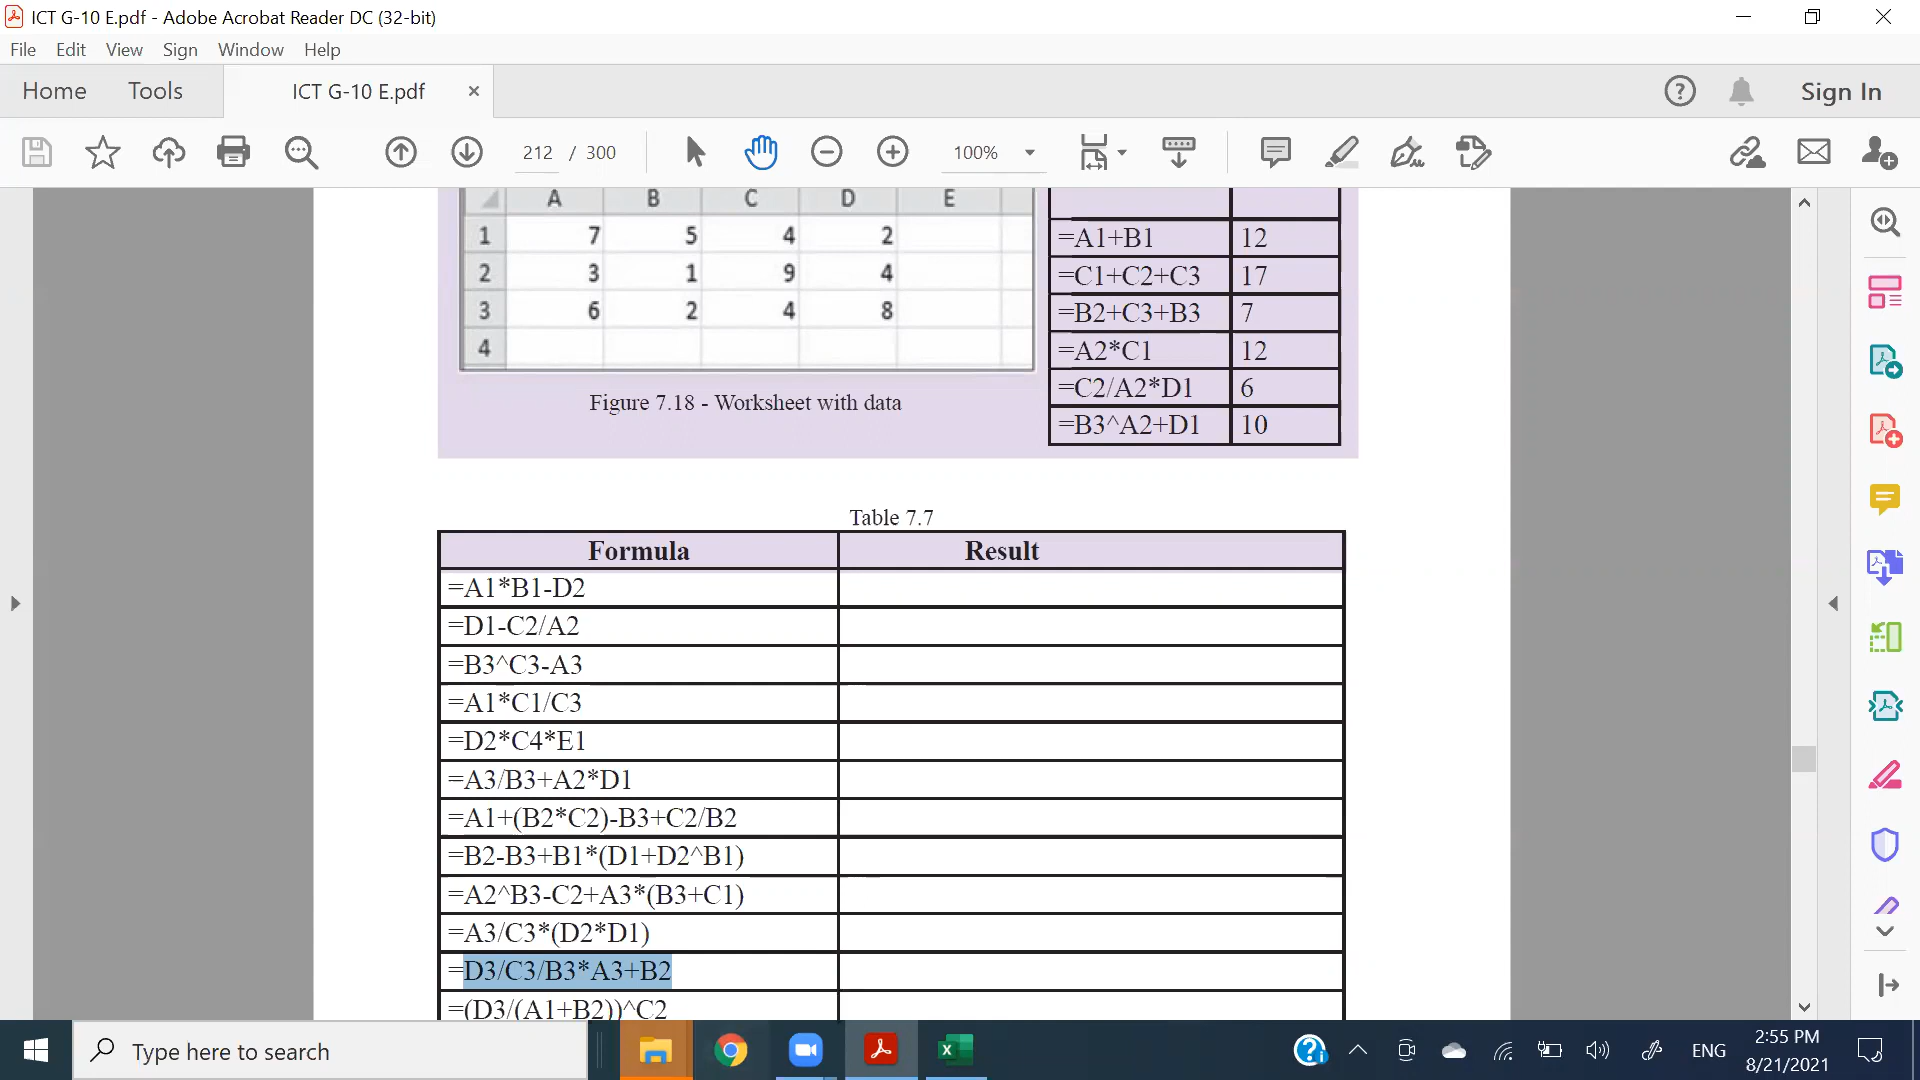 ICT G-10 E.pdf - Adobe Acrobat Reader DC (32-bit)
File Edit View Sign Window Help
Home Tools ICT G-10 E.pdf × Sign In
212 / 300 100%
A B C D E
1 7 5 4 2
2 3 1 9 4
3 6 2 4 8
4
Figure 7.18 - Worksheet with data
=A1+B1 12
=C1+C2+C3 17
=B2+C3+B3 7
=A2*C1 12
=C2/A2*D1 6
=B3^A2+D1 10
Table 7.7
Formula Result
=A1*B1-D2
=D1-C2/A2
=B3^C3-A3
=A1*C1/C3
=D2*C4*E1
=A3/B3+A2*D1
=A1+(B2*C2)-B3+C2/B2
=B2-B3+B1*(D1+D2^B1)
=A2^B3-C2+A3*(B3+C1)
=A3/C3*(D2*D1)
=D3/C3/B3*A3+B2
=(D3/(A1+B2))^C2
Type here to search
ENG
2:55 PM
8/21/2021